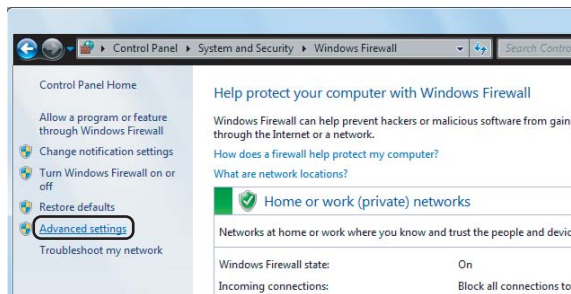 Control Panel ▸ System and Security ▸ Windows Firewall
Search Contro
Control Panel Home
Allow a program or feature
through Windows Firewall
Change notification settings
Turn Windows Firewall on or
off
Restore defaults
Advanced settings
Troubleshoot my network
Help protect your computer with Windows Firewall
Windows Firewall can help prevent hackers or malicious software from gain
through the Internet or a network.
How does a firewall help protect my computer?
What are network locations?
Home or work (private) networks
Networks at home or work where you know and trust the people and devic
Windows Firewall state: On
Incoming connections: Block all connections to